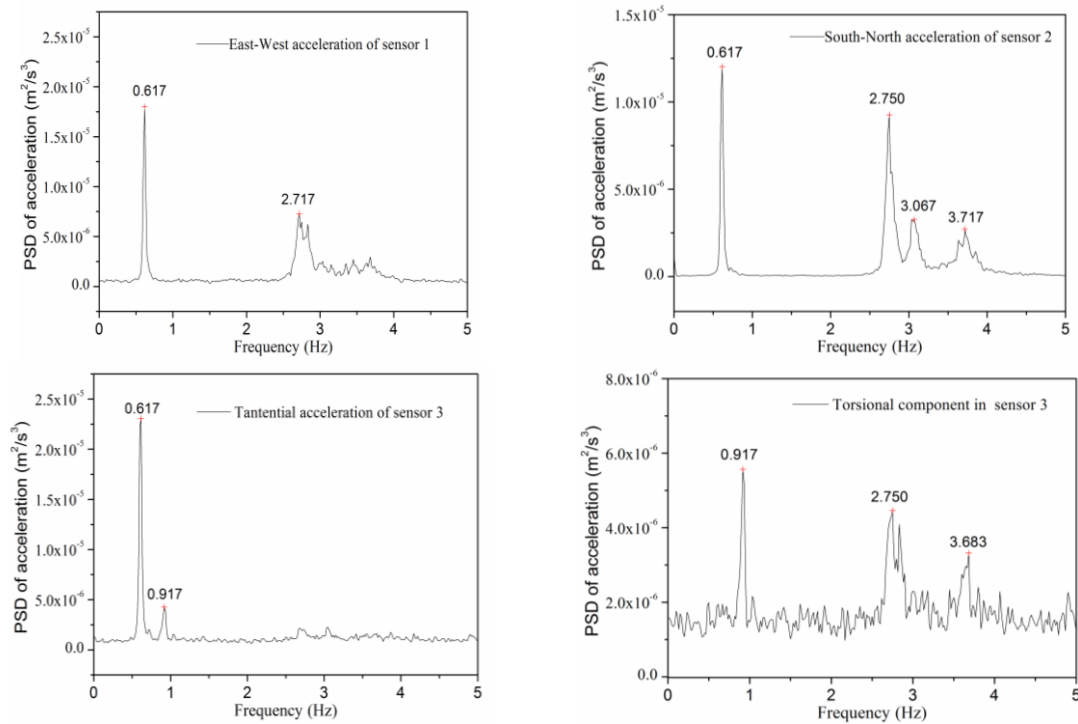 East-West acceleration of sensor 1
PSD of acceleration (m²/s³)
2.5x10⁻⁵
2.0x10⁻⁵
1.5x10⁻⁵
1.0x10⁻⁵
5.0x10⁻⁶
0.0
0.617
2.717
0 1 2 3 4 5
Frequency (Hz)
South-North acceleration of sensor 2
PSD of acceleration (m²/s³)
1.5x10⁻⁵
1.0x10⁻⁵
5.0x10⁻⁶
0.0
0.617
2.750
3.067
3.717
0 1 2 3 4 5
Frequency (Hz)
Tantential acceleration of sensor 3
PSD of acceleration (m²/s³)
2.5x10⁻⁵
2.0x10⁻⁵
1.5x10⁻⁵
1.0x10⁻⁵
5.0x10⁻⁶
0.0
0.617
0.917
0 1 2 3 4 5
Frequency (Hz)
Torsional component in sensor 3
PSD of acceleration (m²/s³)
8.0x10⁻⁶
6.0x10⁻⁶
4.0x10⁻⁶
2.0x10⁻⁶
0.0
0.917
2.750
3.683
0 1 2 3 4 5
Frequency (Hz)